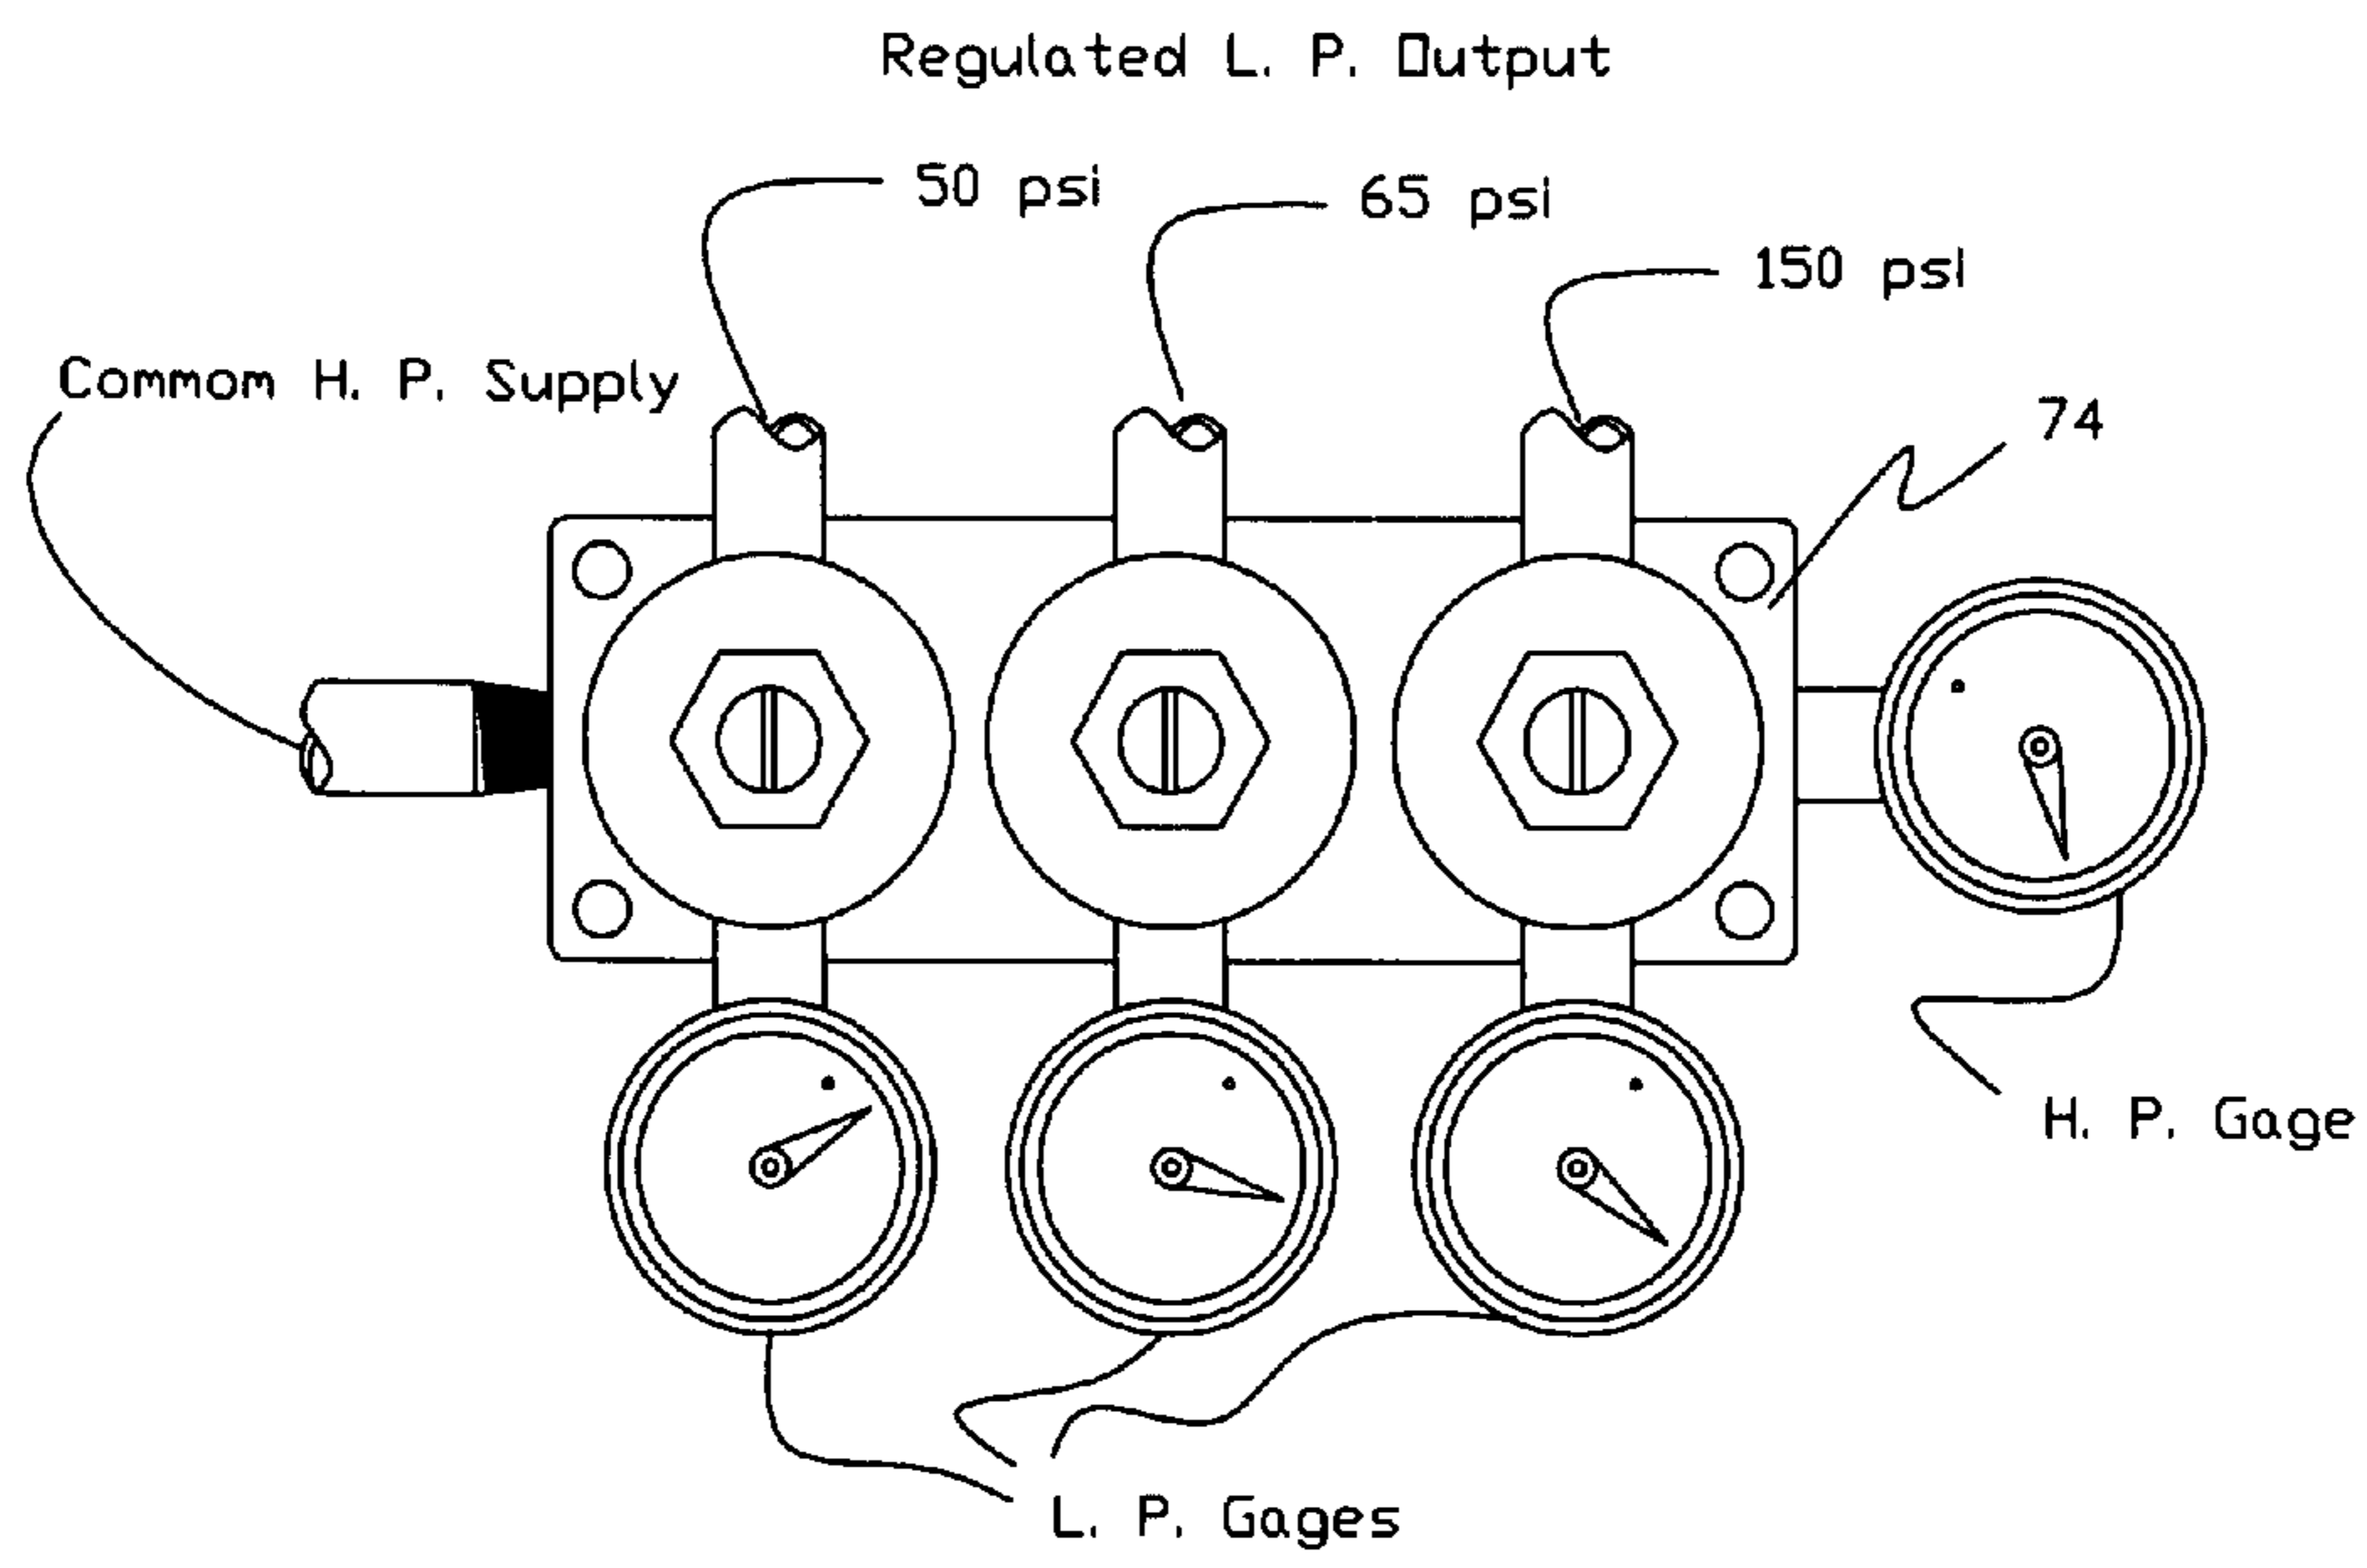 Regulated L. P. Output
50 psi
65 psi
150 psi
Commom H. P. Supply
74
H. P. Gage
L. P. Gages